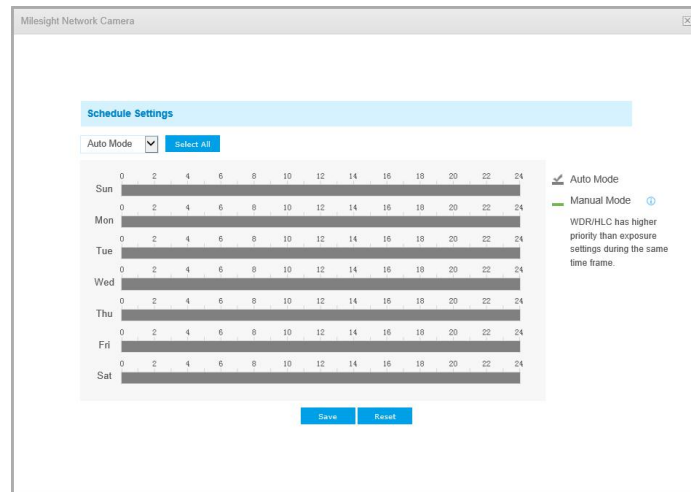 Milesight Network Camera
Schedule Settings
Auto Mode Select All
0 2 4 6 8 10 12 14 16 18 20 22 24
Sun
0 2 4 6 8 10 12 14 16 18 20 22 24
Mon
0 2 4 6 8 10 12 14 16 18 20 22 24
Tue
0 2 4 6 8 10 12 14 16 18 20 22 24
Wed
0 2 4 6 8 10 12 14 16 18 20 22 24
Thu
0 2 4 6 8 10 12 14 16 18 20 22 24
Fri
0 2 4 6 8 10 12 14 16 18 20 22 24
Sat
Auto Mode
Manual Mode
WDR/HLC has higher
priority than exposure
settings during the same
time frame.
Save Reset